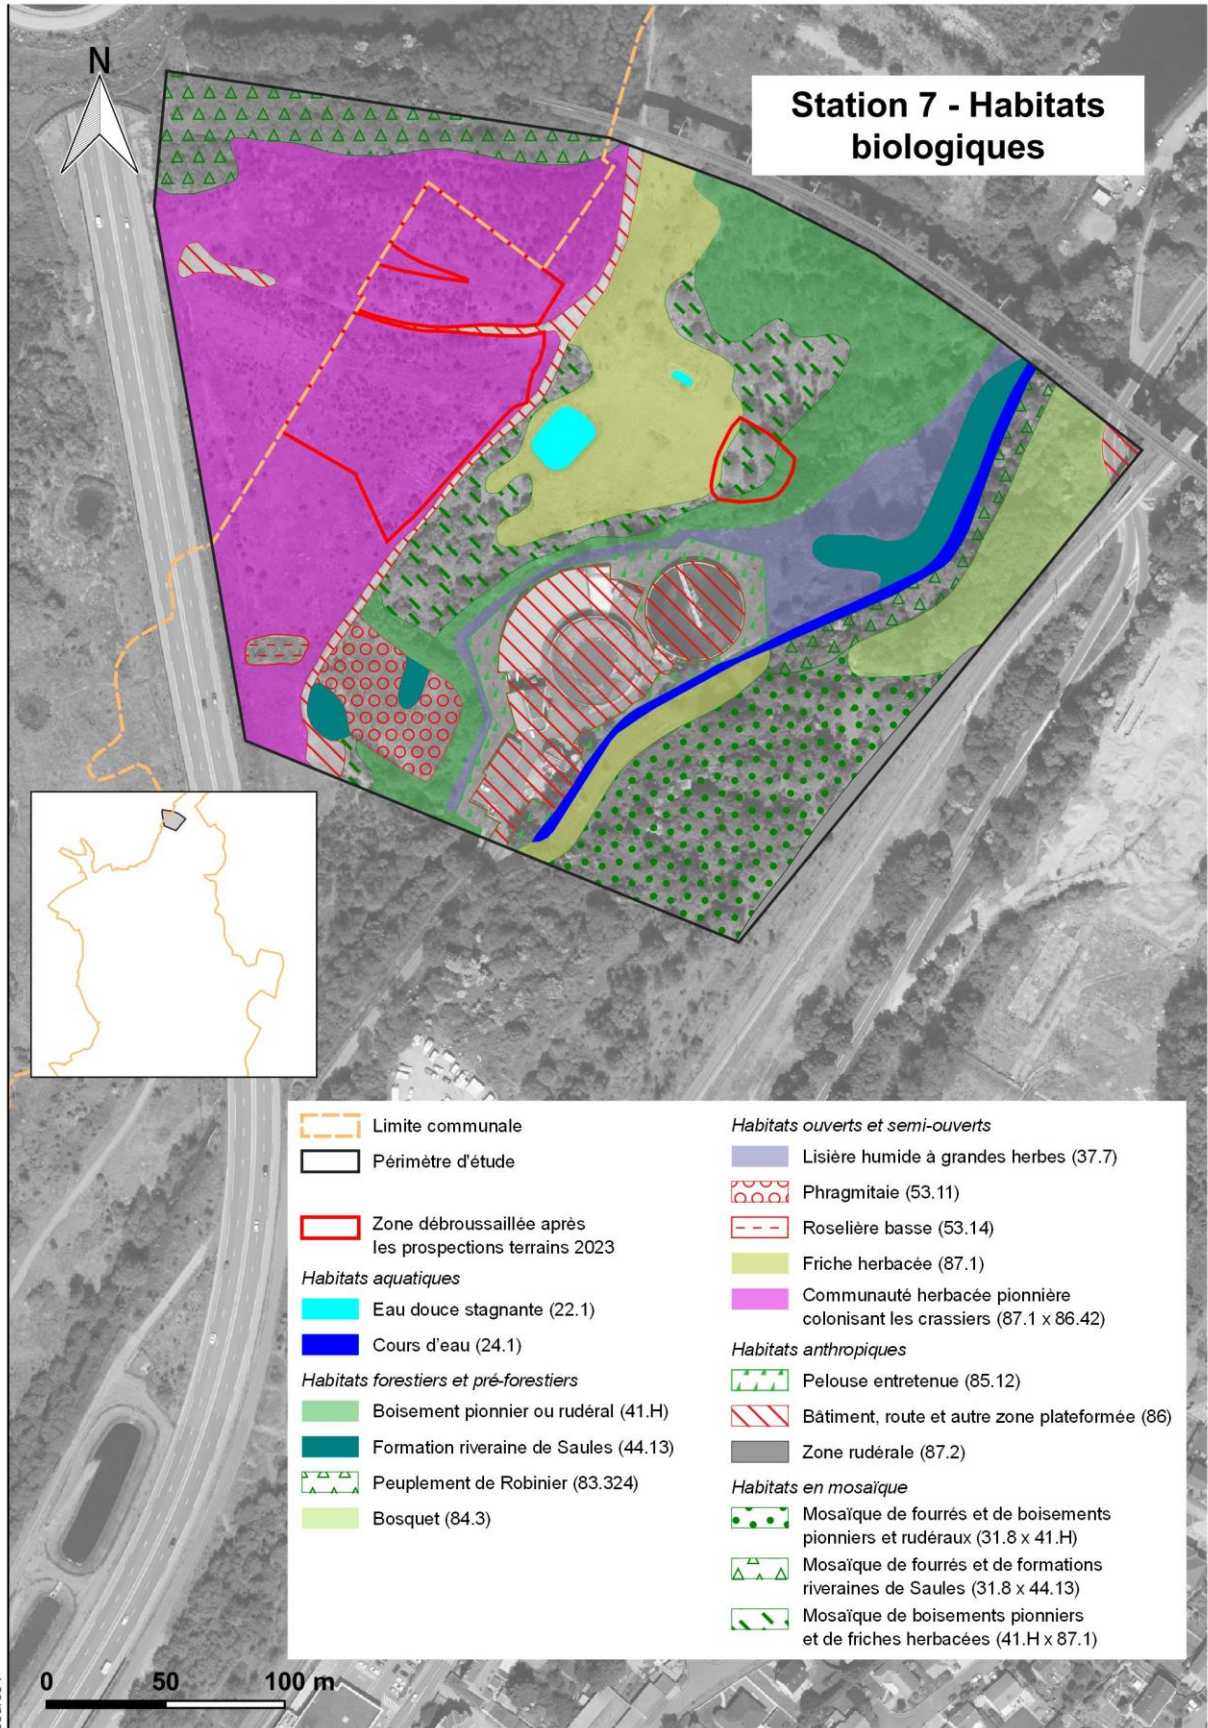 N
Station 7 - Habitats
biologiques
Limite communale
Périmètre d'étude
Zone débroussaillée après
les prospections terrains 2023
Habitats aquatiques
Eau douce stagnante (22.1)
Cours d'eau (24.1)
Habitats forestiers et pré-forestiers
Boisement pionnier ou rudéral (41.H)
Formation riveraine de Saules (44.13)
Peuplement de Robinier (83.324)
Bosquet (84.3)
Habitats ouverts et semi-ouverts
Lisière humide à grandes herbes (37.7)
Phragmitaie (53.11)
Roselière basse (53.14)
Friche herbacée (87.1)
Communauté herbacée pionnière
colonisant les crassiers (87.1 x 86.42)
Habitats anthropiques
Pelouse entretenue (85.12)
Bâtiment, route et autre zone plateformée (86)
Zone rudérale (87.2)
Habitats en mosaïque
Mosaïque de fourrés et de boisements
pionniers et rudéraux (31.8 x 41.H)
Mosaïque de fourrés et de formations
riveraines de Saules (31.8 x 44.13)
Mosaïque de boisements pionniers
et de friches herbacées (41.H x 87.1)
0 50 100 m